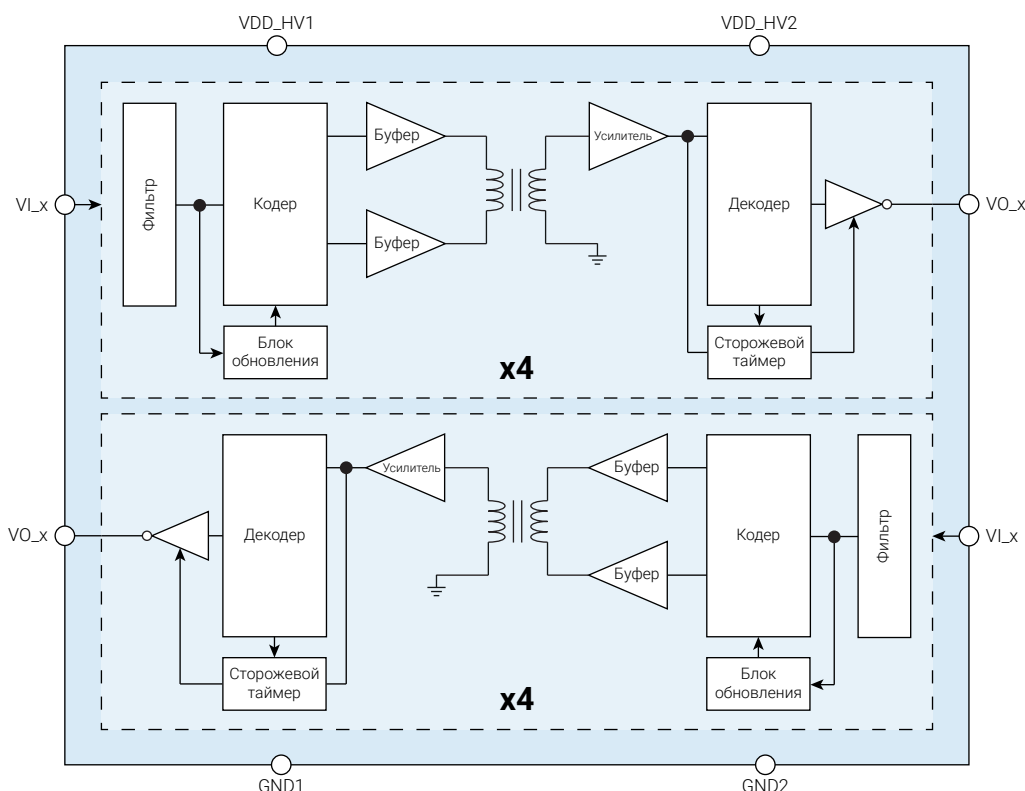 VDD_HV1
VDD_HV2
VI_x
Фильтр
Кодер
Буфер
Буфер
Блок
обновления
Усилитель
Декодер
Сторожевой
таймер
VO_x
x4
VO_x
Декодер
Усилитель
Сторожевой
таймер
Буфер
Буфер
Кодер
Фильтр
Блок
обновления
VI_x
x4
GND1
GND2